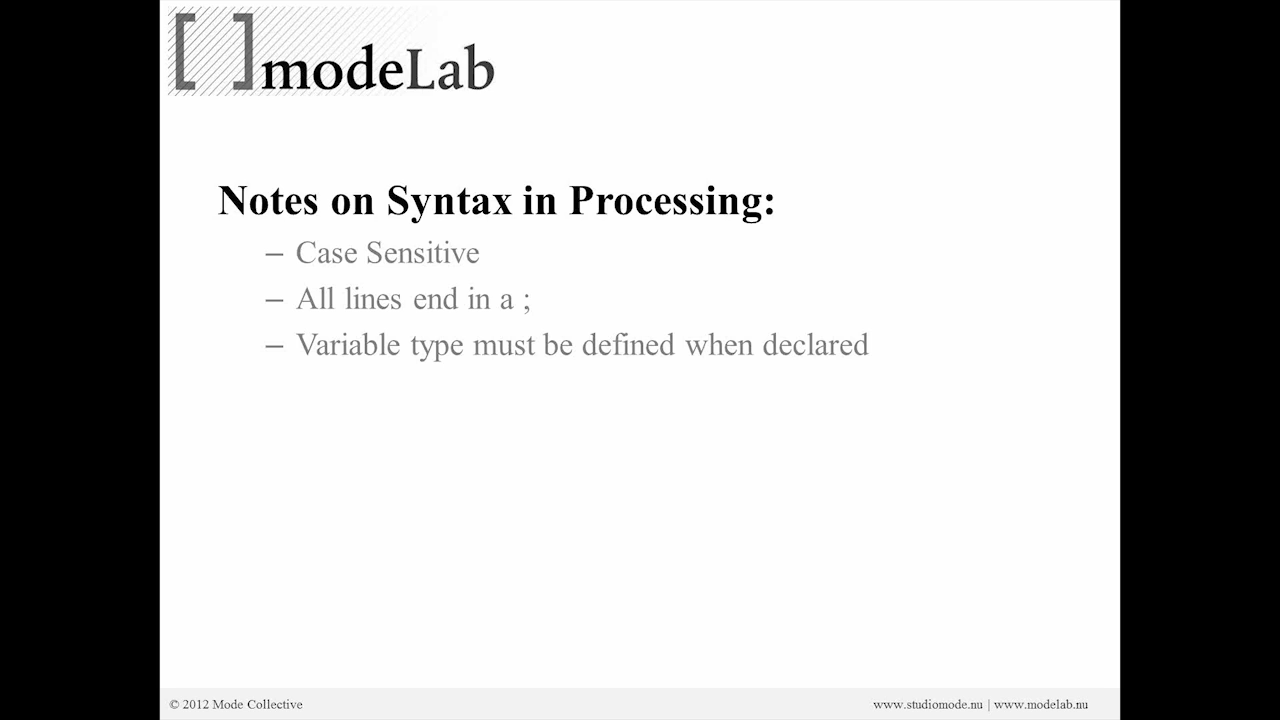 [ ]modeLab
Notes on Syntax in Processing:
– Case Sensitive
– All lines end in a ;
– Variable type must be defined when declared
© 2012 Mode Collective
www.studiomode.nu | www.modelab.nu